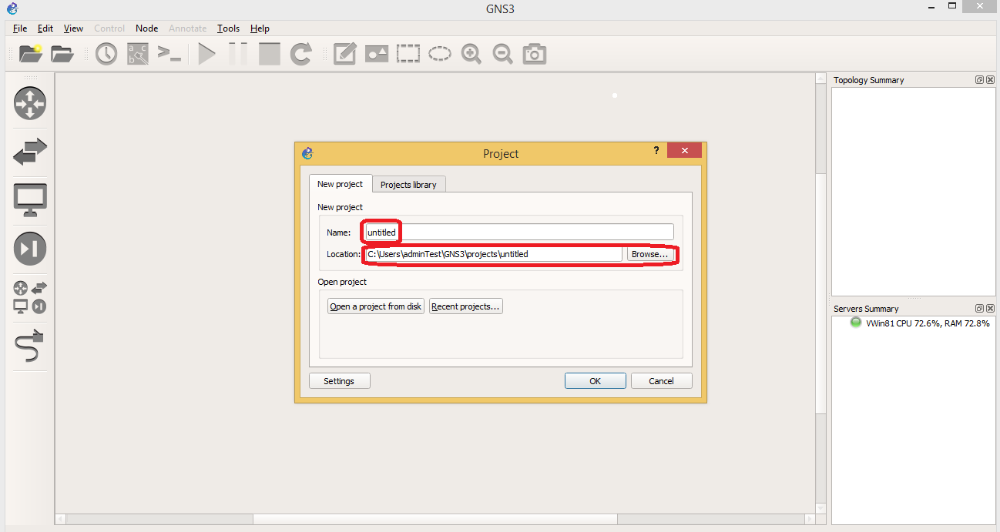 GNS3
File Edit View Control Node Annotate Tools Help
Topology Summary
Project
?
New project Projects library
New project
Name: untitled
Location: C:\Users\adminTest\GNS3\projects\untitled Browse...
Open project
Open a project from disk Recent projects...
Settings OK Cancel
Servers Summary
VWin81 CPU 72.6%, RAM 72.8%